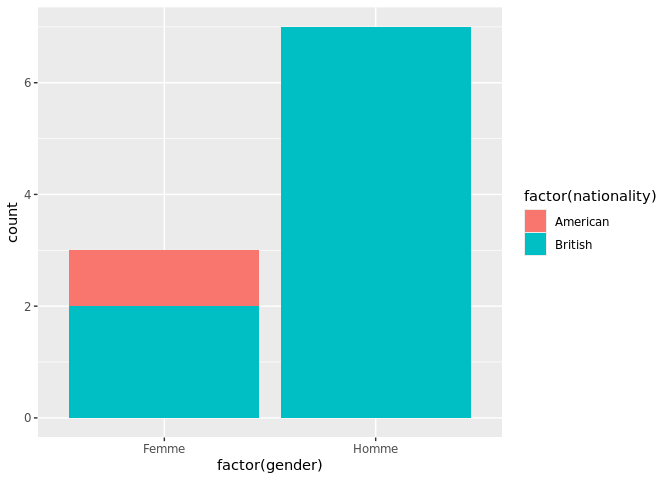 6
4
2
0
count
Femme
Homme
factor(gender)
factor(nationality)
American
British